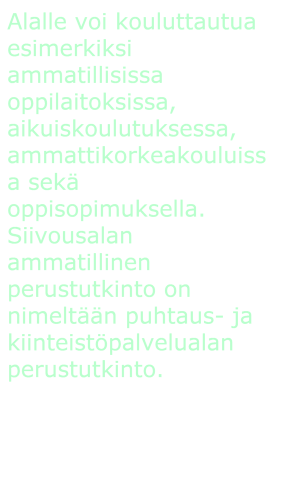 Alalle voi kouluttautua
esimerkiksi
ammatillisissa
oppilaitoksissa,
aikuiskoulutuksessa,
ammattikorkeakouluiss
a sekä
oppisopimuksella.
Siivousalan
ammatillinen
perustutkinto on
nimeltään puhtaus- ja
kiinteistöpalvelualan
perustutkinto.